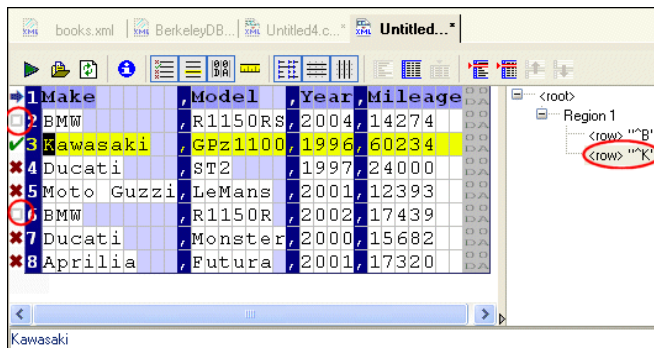 books.xml BerkeleyDB... Untitled4.c...* Untitled...*
1 Make ,Model ,Year ,Mileage
2 BMW ,R1150RS ,2004 ,14274
3 Kawasaki ,GPz1100 ,1996 ,60234
4 Ducati ,ST2 ,1997 ,24000
5 Moto Guzzi ,LeMans ,2001 ,12393
6 BMW ,R1150R ,2002 ,17439
7 Ducati ,Monster ,2000 ,15682
8 Aprilia ,Futura ,2001 ,17320
<root>
Region 1
<row> "^B"
<row> "^K"
Kawasaki